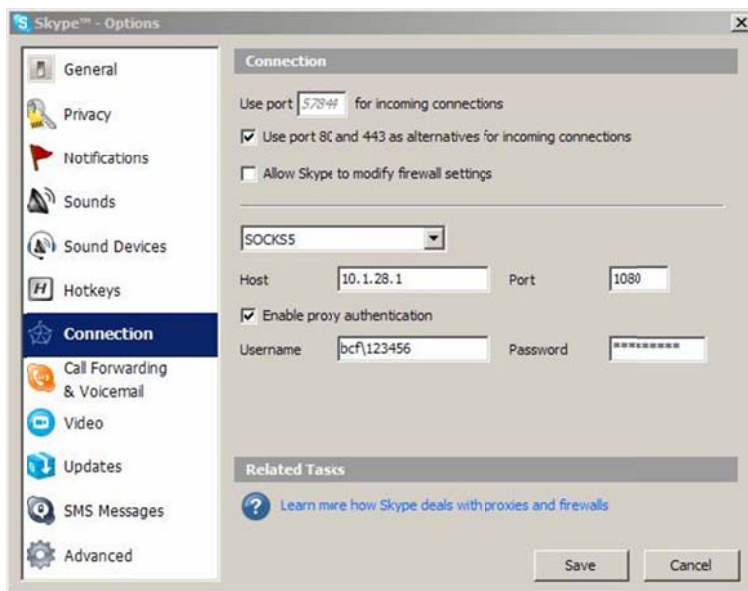 Skype™ - Options
General
Privacy
Notifications
Sounds
Sound Devices
Hotkeys
Connection
Call Forwarding
& Voicemail
Video
Updates
SMS Messages
Advanced
Connection
Use port 57844 for incoming connections
Use port 80 and 443 as alternatives for incoming connections
Allow Skype to modify firewall settings
SOCKS5
Host 10.1.28.1 Port 1080
Enable proxy authentication
Username bcf\123456 Password *********
Related Tasks
Learn more how Skype deals with proxies and firewalls
Save Cancel